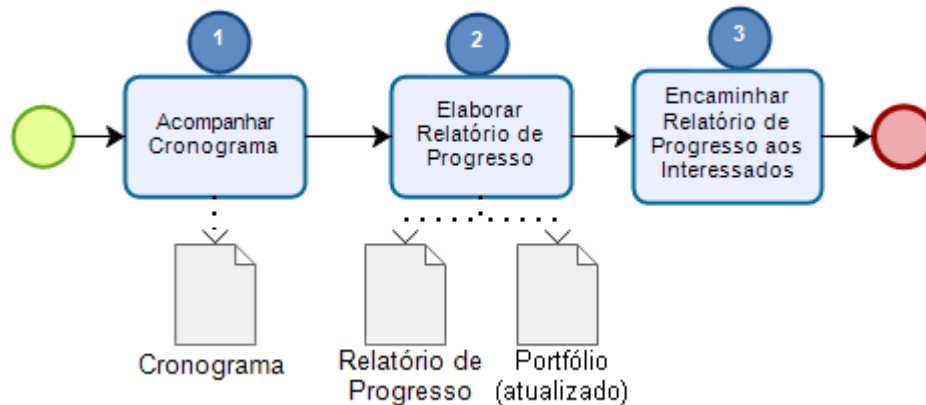 1
2
3
Acompanhar
Cronograma
Elaborar
Relatório de
Progresso
Encaminhar
Relatório de
Progresso aos
Interessados
Cronograma
Relatório de
Progresso
Portfólio
(atualizado)